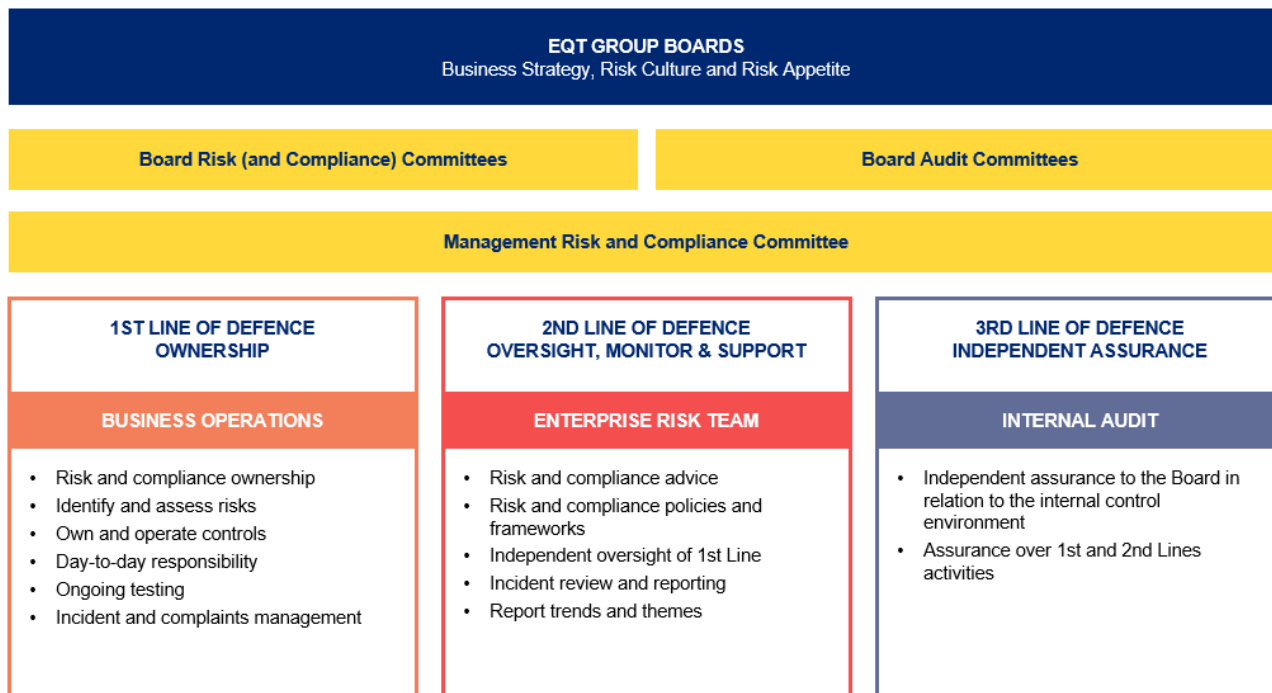 EQT GROUP BOARDS
Business Strategy, Risk Culture and Risk Appetite
Board Risk (and Compliance) Committees
Board Audit Committees
Management Risk and Compliance Committee
1ST LINE OF DEFENCE
OWNERSHIP
BUSINESS OPERATIONS
• Risk and compliance ownership
• Identify and assess risks
• Own and operate controls
• Day-to-day responsibility
• Ongoing testing
• Incident and complaints management
2ND LINE OF DEFENCE
OVERSIGHT, MONITOR & SUPPORT
ENTERPRISE RISK TEAM
• Risk and compliance advice
• Risk and compliance policies and
frameworks
• Independent oversight of 1st Line
• Incident review and reporting
• Report trends and themes
3RD LINE OF DEFENCE
INDEPENDENT ASSURANCE
INTERNAL AUDIT
• Independent assurance to the Board in
relation to the internal control
environment
• Assurance over 1st and 2nd Lines
activities